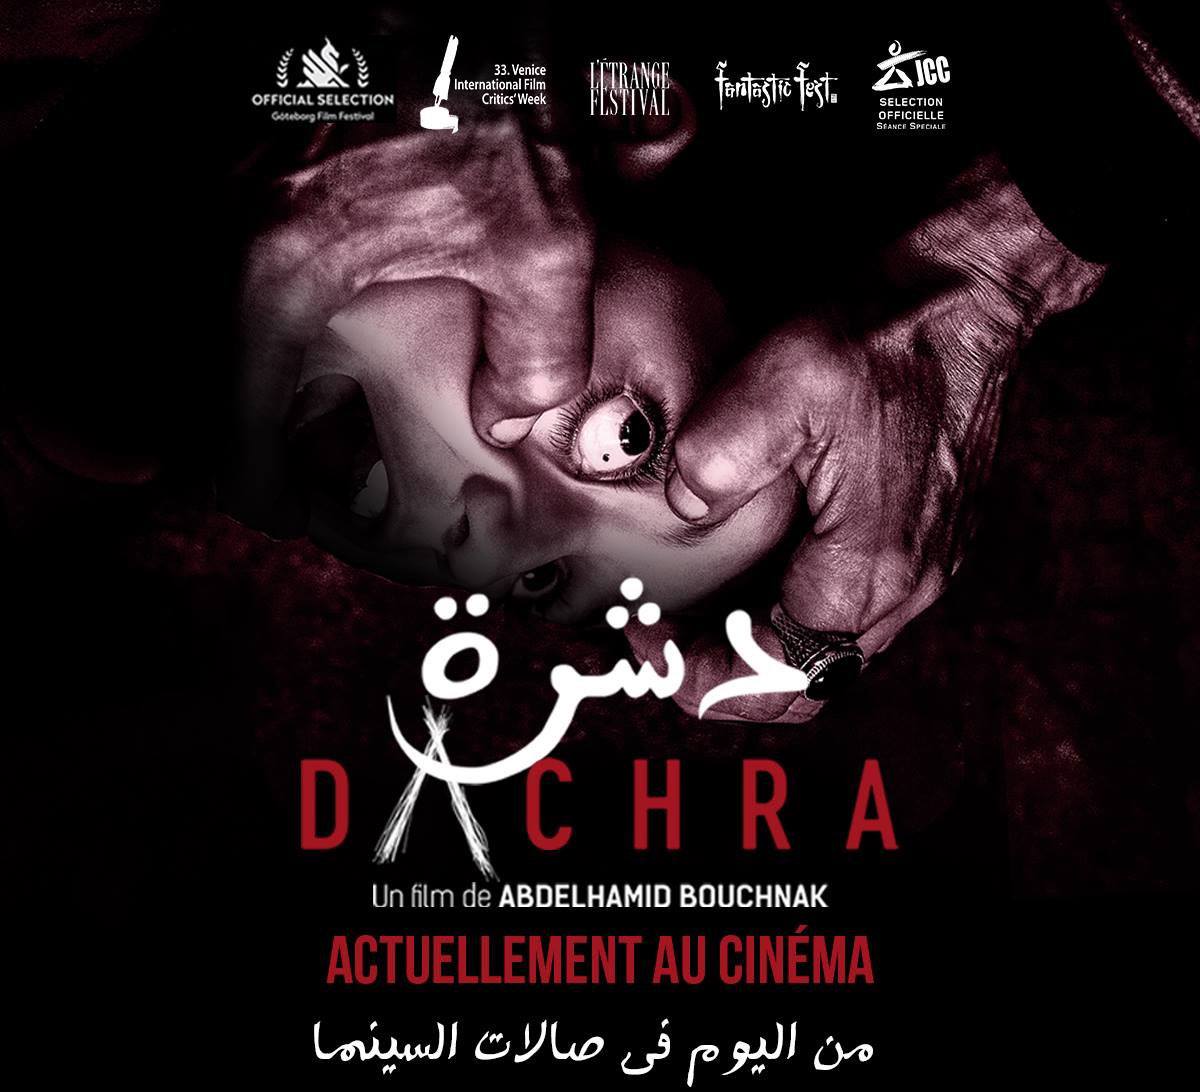 OFFICIAL SELECTION
Göteborg Film Festival
33. Venice
International Film
Critics' Week
L'ÉTRANGE
FESTIVAL
fantastic fest
JCC
SELECTION
OFFICIELLE
SÉANCE SPECIALE
دشرة
DACHRA
Un film de ABDELHAMID BOUCHNAK
ACTUELLEMENT AU CINÉMA
من اليوم فى صالات السينما